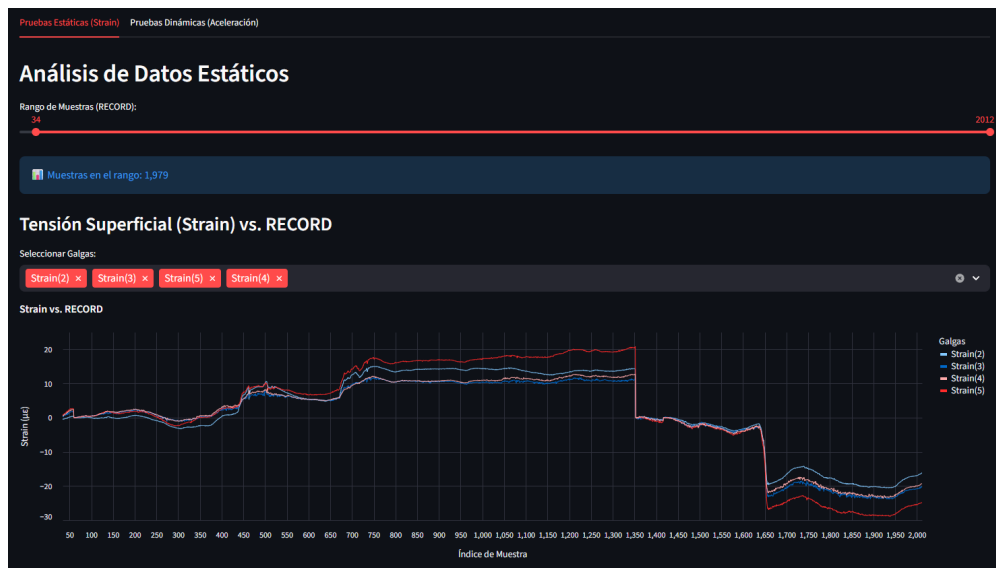 Pruebas Estáticas (Strain) Pruebas Dinámicas (Aceleración)
Análisis de Datos Estáticos
Rango de Muestras (RECORD):
34 2012
Muestras en el rango: 1,979
Tensión Superficial (Strain) vs. RECORD
Seleccionar Galgas:
Strain(2) × Strain(3) × Strain(5) × Strain(4) ×
Strain vs. RECORD
Galgas
Strain(2)
Strain(3)
Strain(4)
Strain(5)
Strain (με)
20
10
0
−10
−20
−30
50 100 150 200 250 300 350 400 450 500 550 600 650 700 750 800 850 900 950 1,000 1,050 1,100 1,150 1,200 1,250 1,300 1,350 1,400 1,450 1,500 1,550 1,600 1,650 1,700 1,750 1,800 1,850 1,900 1,950 2,000
Índice de Muestra